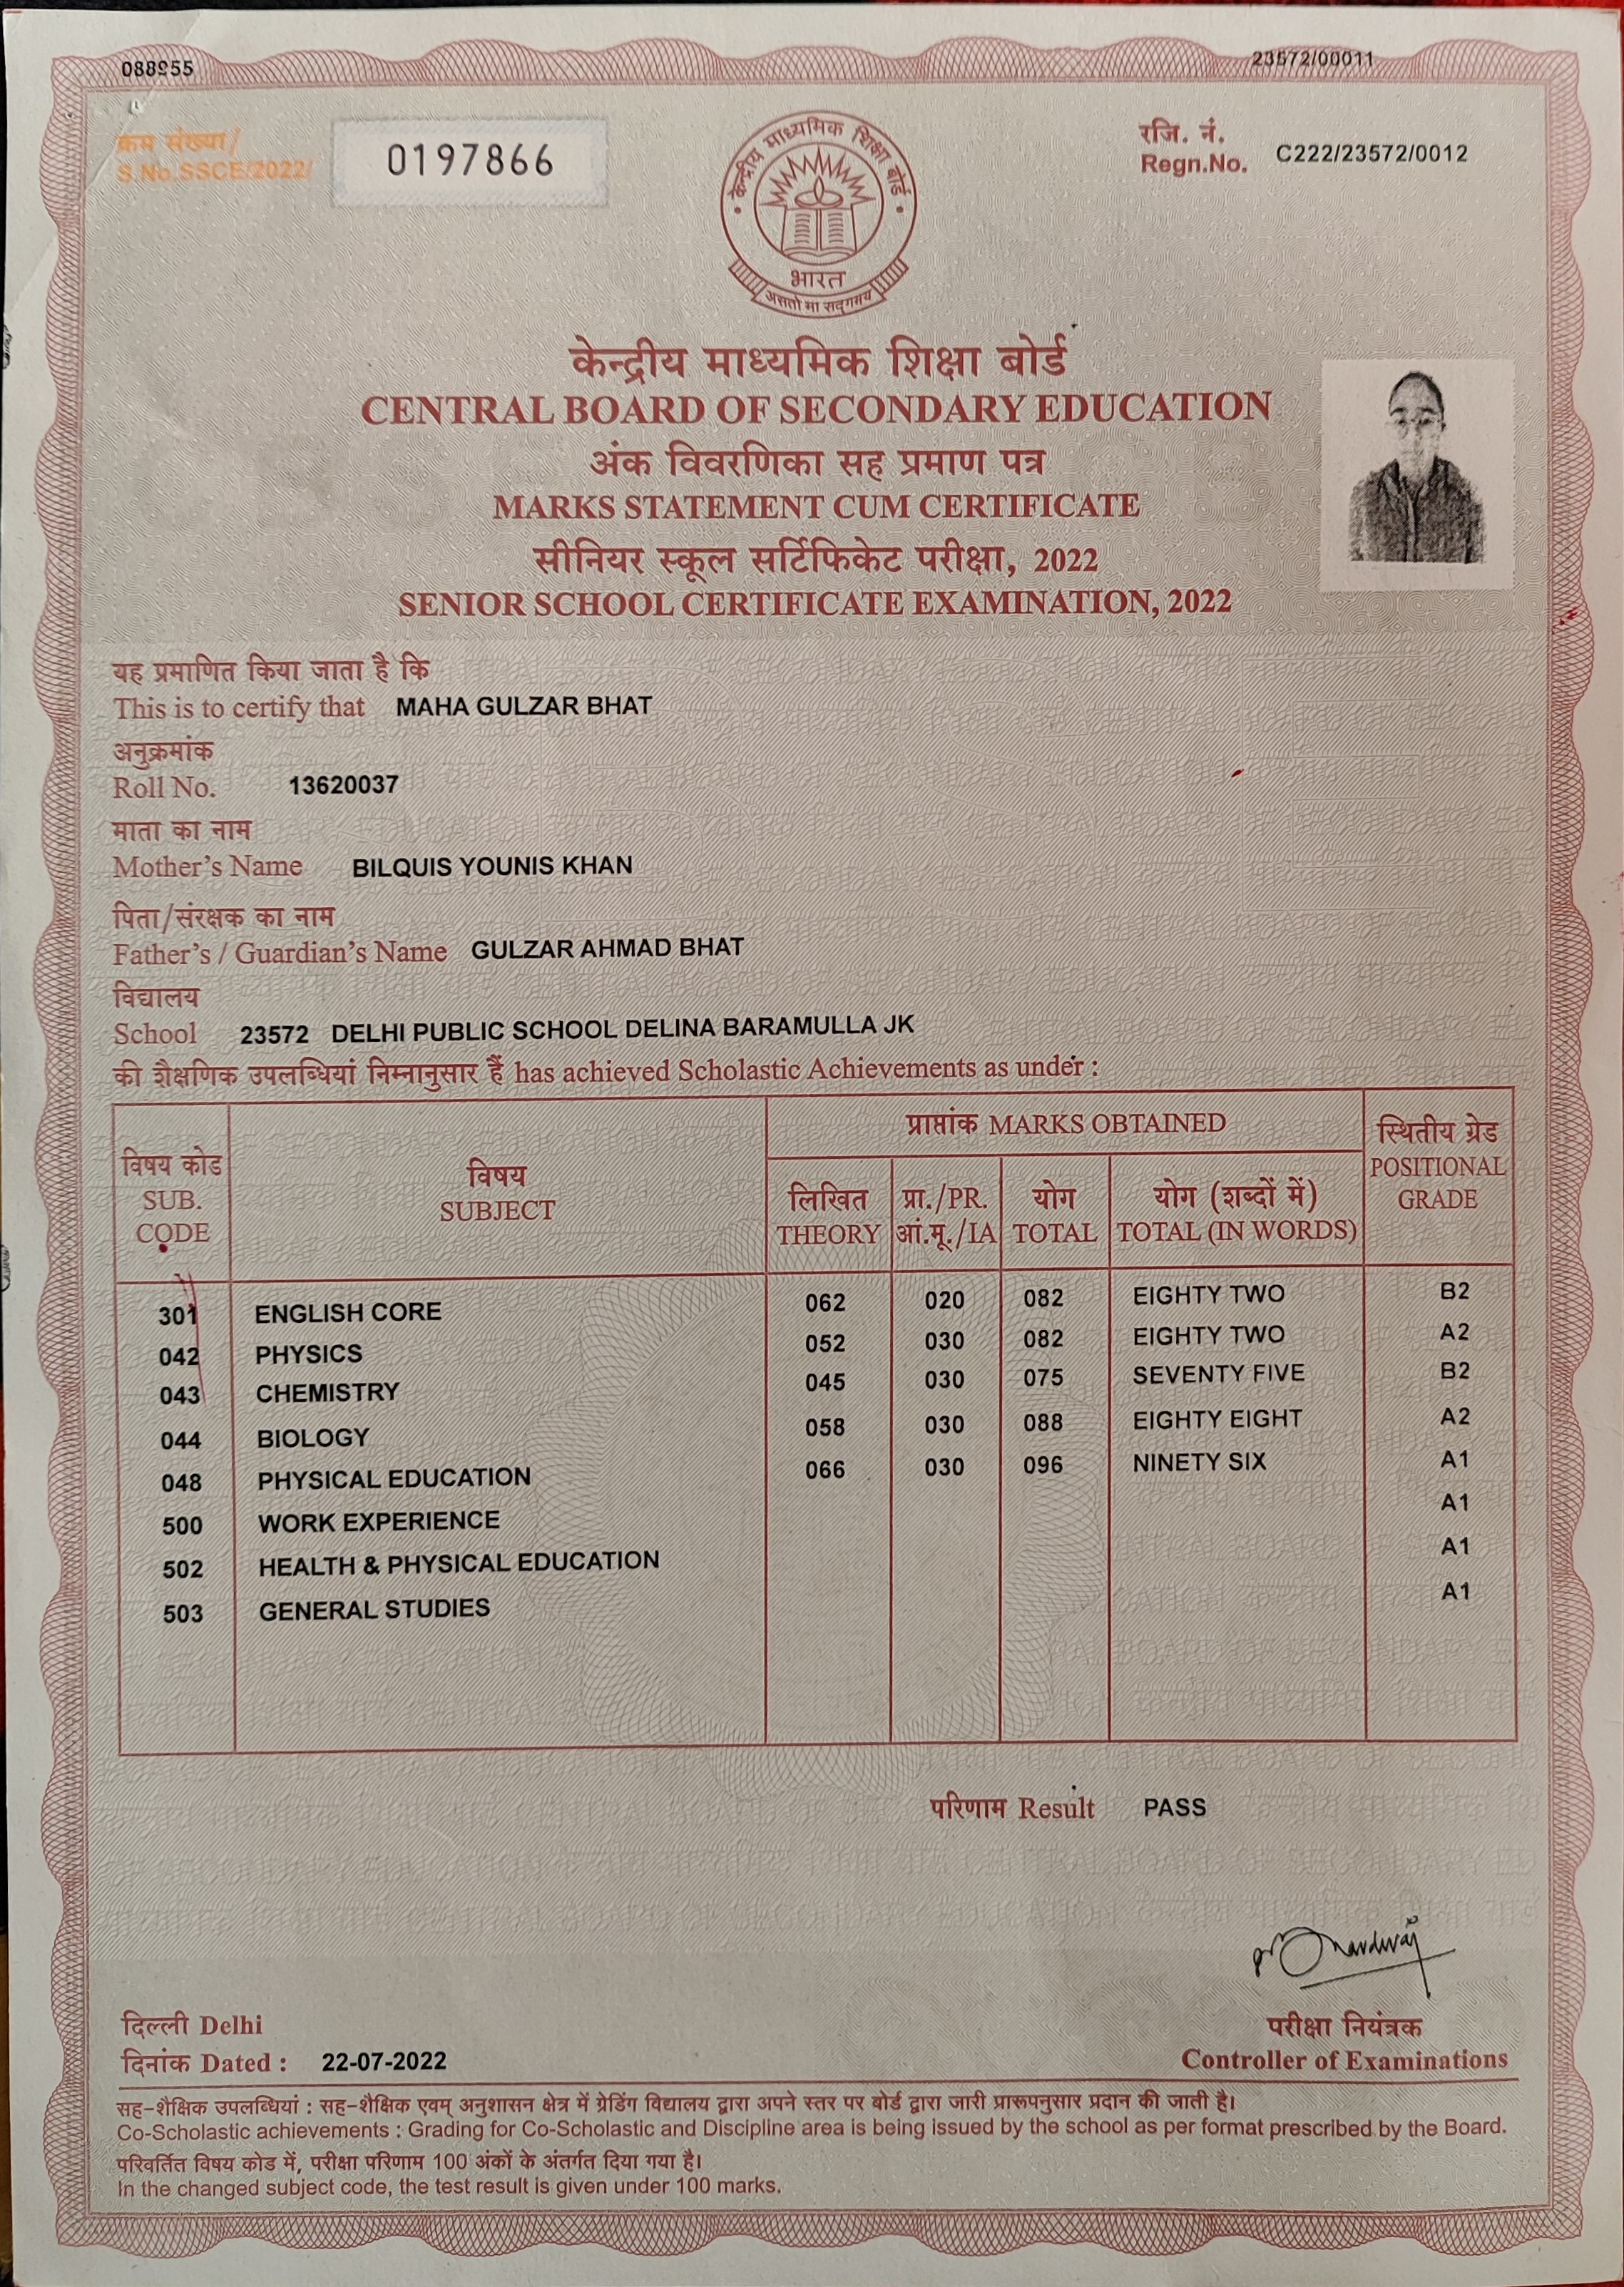 088955
23572/00011
क्रम संख्या/
S.No.SSCE/2022/
0197866
रजि. नं.
Regn.No. C222/23572/0012
केन्द्रीय माध्यमिक शिक्षा बोर्ड
भारत
असतो मा सद्गमय
केन्द्रीय माध्यमिक शिक्षा बोर्ड
CENTRAL BOARD OF SECONDARY EDUCATION
अंक विवरणिका सह प्रमाण पत्र
MARKS STATEMENT CUM CERTIFICATE
सीनियर स्कूल सर्टिफिकेट परीक्षा, 2022
SENIOR SCHOOL CERTIFICATE EXAMINATION, 2022
यह प्रमाणित किया जाता है कि
This is to certify that MAHA GULZAR BHAT
अनुक्रमांक
Roll No. 13620037
माता का नाम
Mother's Name BILQUIS YOUNIS KHAN
पिता/संरक्षक का नाम
Father's / Guardian's Name GULZAR AHMAD BHAT
विद्यालय
School 23572 DELHI PUBLIC SCHOOL DELINA BARAMULLA JK
की शैक्षणिक उपलब्धियां निम्नानुसार हैं has achieved Scholastic Achievements as under :
विषय कोड
SUB.
CODE
विषय
SUBJECT
प्राप्तांक MARKS OBTAINED
लिखित
THEORY
प्रा./PR.
आं.मू./IA
योग
TOTAL
योग (शब्दों में)
TOTAL (IN WORDS)
स्थितीय ग्रेड
POSITIONAL
GRADE
301 ENGLISH CORE 062 020 082 EIGHTY TWO B2
042 PHYSICS 052 030 082 EIGHTY TWO A2
043 CHEMISTRY 045 030 075 SEVENTY FIVE B2
044 BIOLOGY 058 030 088 EIGHTY EIGHT A2
048 PHYSICAL EDUCATION 066 030 096 NINETY SIX A1
500 WORK EXPERIENCE A1
502 HEALTH & PHYSICAL EDUCATION A1
503 GENERAL STUDIES A1
परिणाम Result PASS
दिल्ली Delhi
दिनांक Dated : 22-07-2022
परीक्षा नियंत्रक
Controller of Examinations
सह-शैक्षिक उपलब्धियां : सह-शैक्षिक एवम् अनुशासन क्षेत्र में ग्रेडिंग विद्यालय द्वारा अपने स्तर पर बोर्ड द्वारा जारी प्रारूपनुसार प्रदान की जाती है।
Co-Scholastic achievements : Grading for Co-Scholastic and Discipline area is being issued by the school as per format prescribed by the Board.
परिवर्तित विषय कोड में, परीक्षा परिणाम 100 अंकों के अंतर्गत दिया गया है।
In the changed subject code, the test result is given under 100 marks.